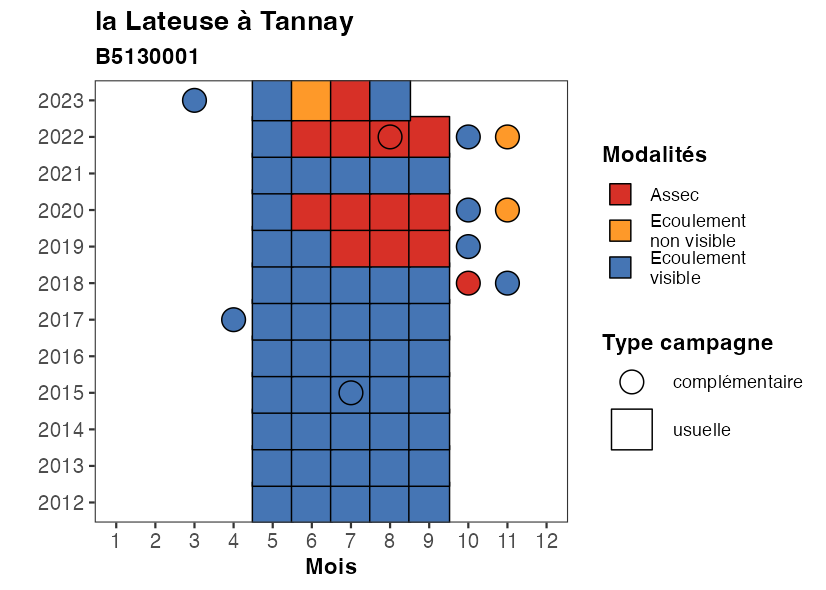 la Lateuse à Tannay
B5130001
2023
2022
2021
2020
2019
2018
2017
2016
2015
2014
2013
2012
1 2 3 4 5 6 7 8 9 10 11 12
Mois
Modalités
Assec
Ecoulement
non visible
Ecoulement
visible
Type campagne
complémentaire
usuelle